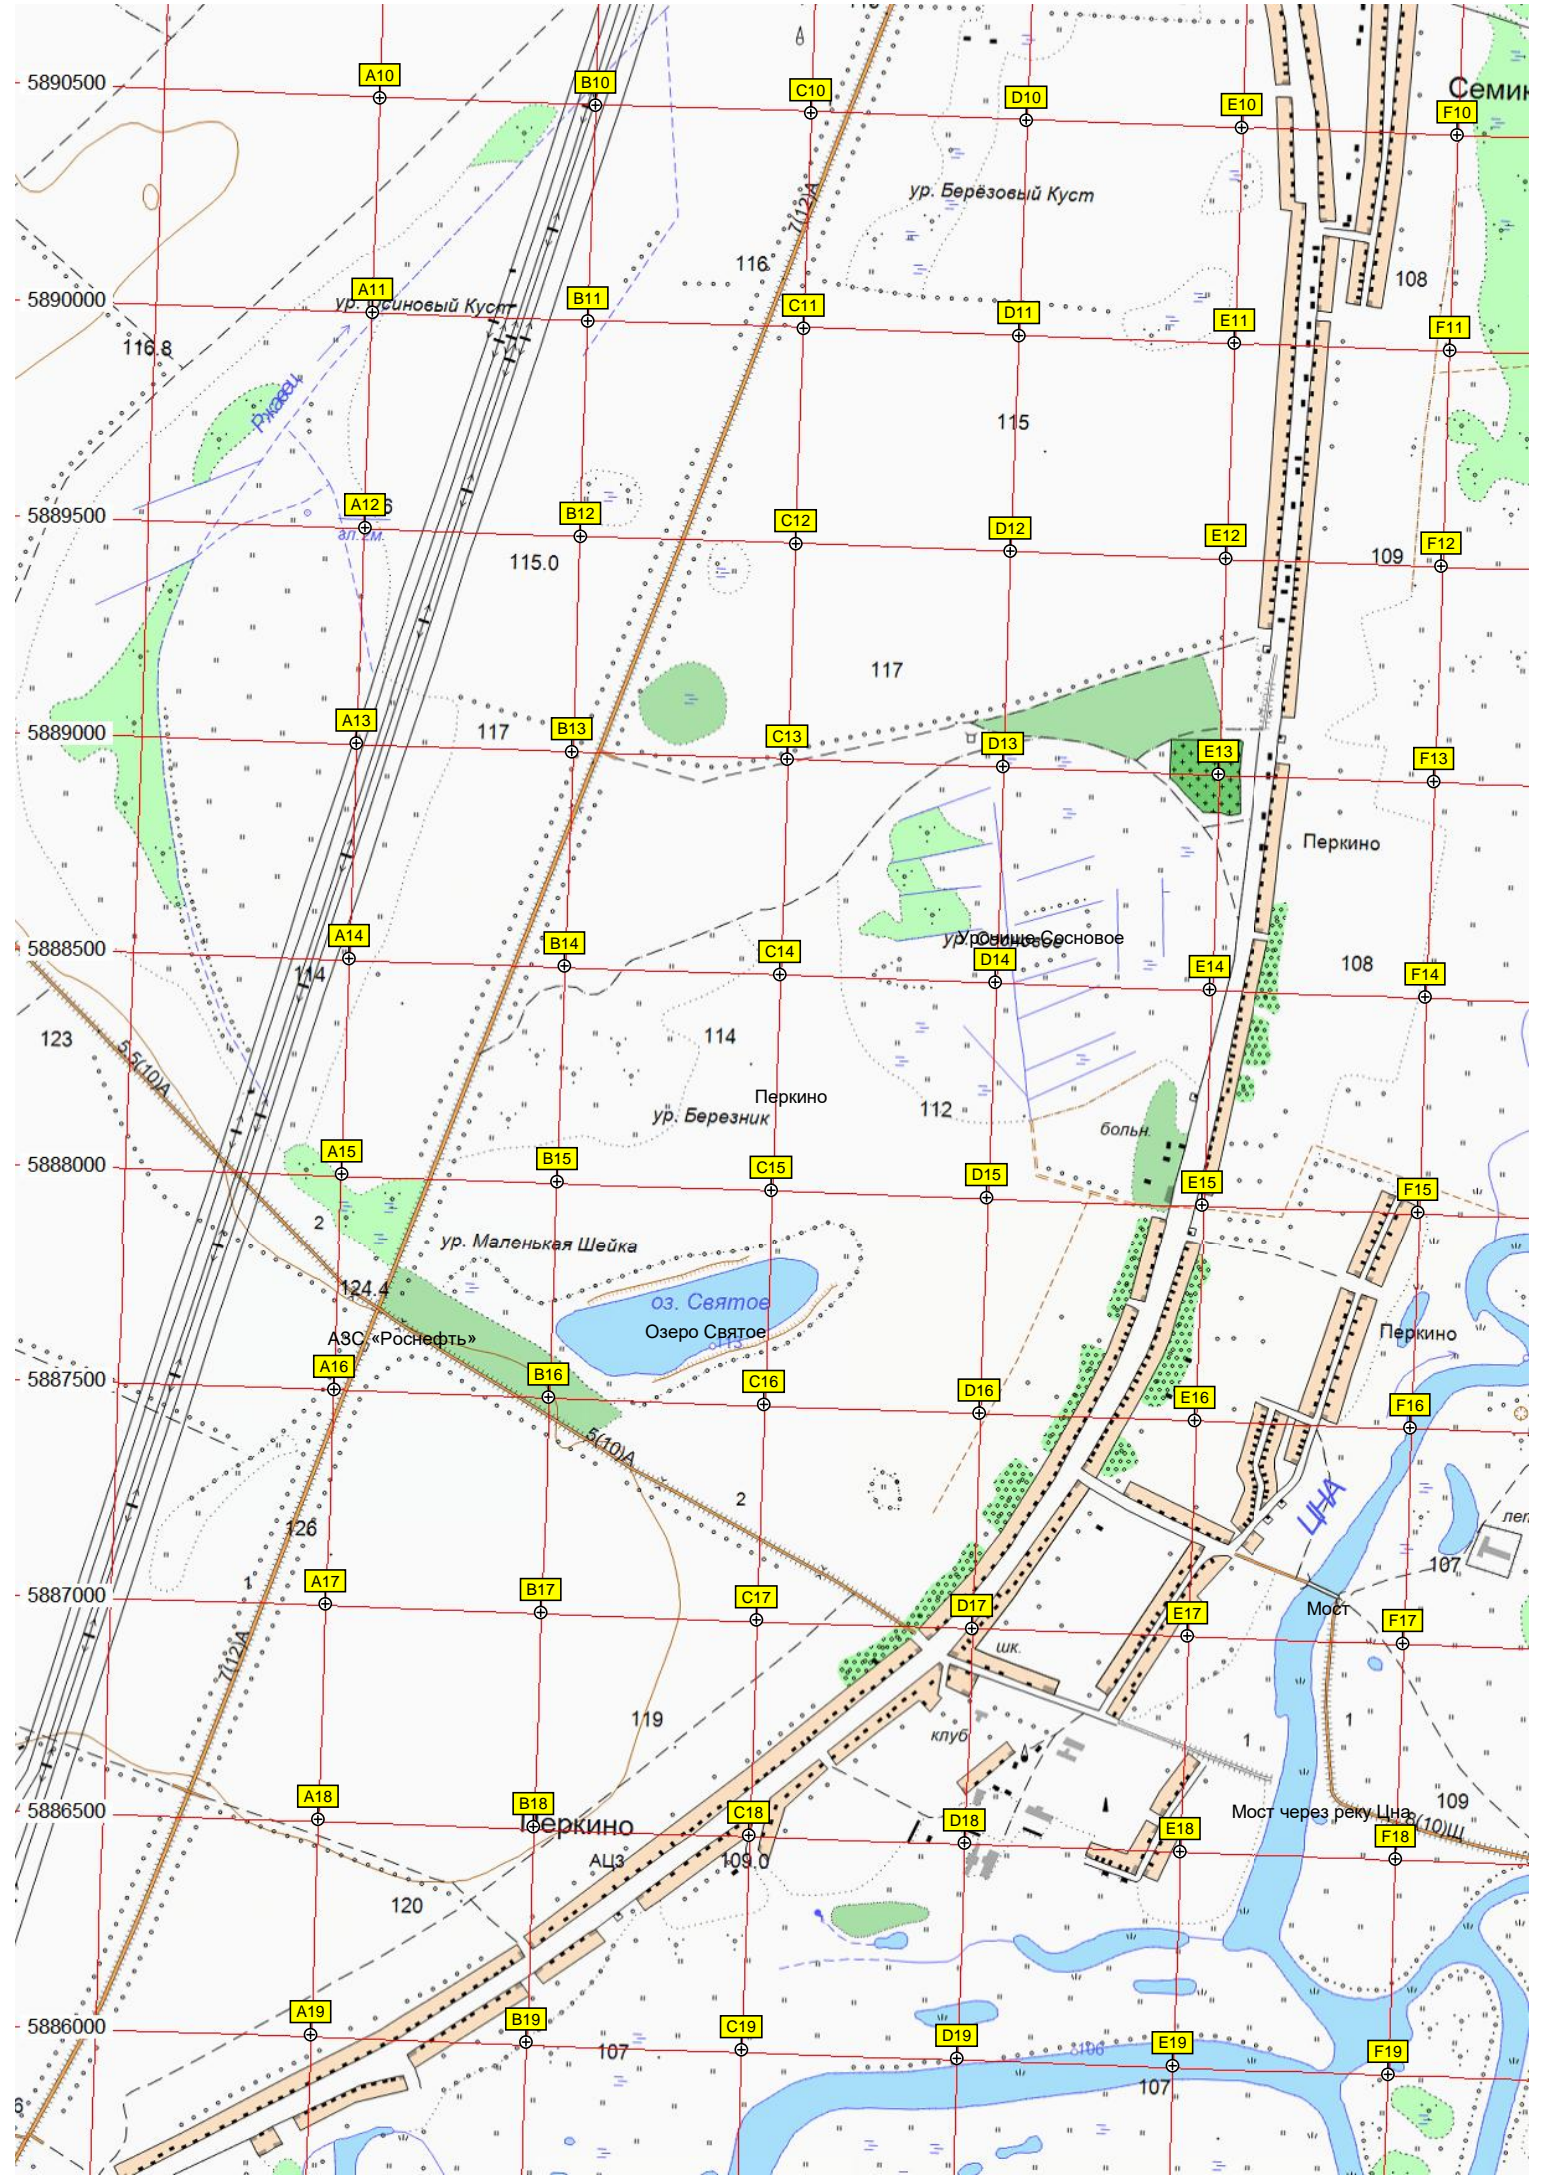 A10
B10
C10
D10
E10
F10
5890500
7(12)А
ур. Берёзовый Куст
116
108
A11
B11
C11
D11
E11
F11
5890000
116.8
Ржавец
115
A12
B12
C12
D12
E12
F12
5889500
115.0
109
117
A13
B13
C13
D13
E13
F13
5889000
117
Перкино
A14
B14
C14
D14
E14
F14
5888500
Урочище Сосновое
114
108
123
5,5(10)А
114
Перкино
112
ур. Березник
больн.
A15
B15
C15
D15
E15
F15
5888000
2
ур. Маленькая Шейка
124.4
оз. Святое
Озеро Святое
АЗС «Роснефть»
Перкино
A16
B16
C16
D16
E16
F16
5887500
5(10)А
2
ЦНА
126
107
1
A17
B17
C17
D17
E17
F17
5887000
Мост
7(12)А
шк.
119
клуб
1
1
A18
B18
C18
D18
E18
F18
5886500
Перкино
Мост через реку Цна
109
АЦЗ
109.0
120
A19
B19
C19
D19
E19
F19
5886000
107
106
107